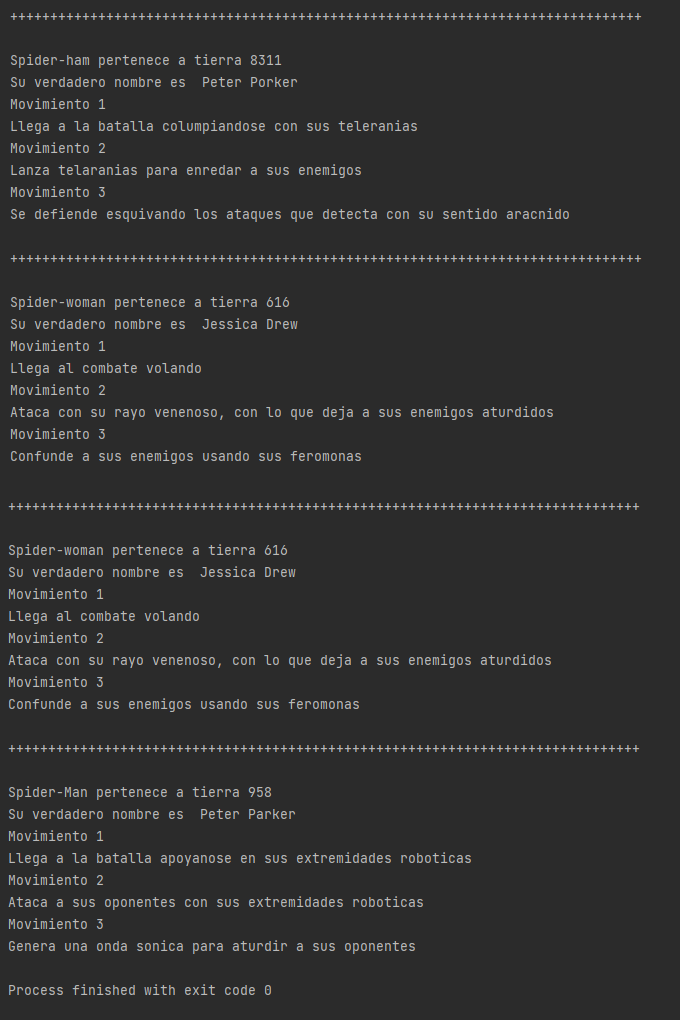 +++++++++++++++++++++++++++++++++++++++++++++++++++++++++++++++++++++++++++++++
Spider-ham pertenece a tierra 8311
Su verdadero nombre es  Peter Porker
Movimiento 1
Llega a la batalla columpiandose con sus teleranias
Movimiento 2
Lanza telaranias para enredar a sus enemigos
Movimiento 3
Se defiende esquivando los ataques que detecta con su sentido aracnido
+++++++++++++++++++++++++++++++++++++++++++++++++++++++++++++++++++++++++++++++
Spider-woman pertenece a tierra 616
Su verdadero nombre es  Jessica Drew
Movimiento 1
Llega al combate volando
Movimiento 2
Ataca con su rayo venenoso, con lo que deja a sus enemigos aturdidos
Movimiento 3
Confunde a sus enemigos usando sus feromonas
+++++++++++++++++++++++++++++++++++++++++++++++++++++++++++++++++++++++++++++++
Spider-woman pertenece a tierra 616
Su verdadero nombre es  Jessica Drew
Movimiento 1
Llega al combate volando
Movimiento 2
Ataca con su rayo venenoso, con lo que deja a sus enemigos aturdidos
Movimiento 3
Confunde a sus enemigos usando sus feromonas
+++++++++++++++++++++++++++++++++++++++++++++++++++++++++++++++++++++++++++++++
Spider-Man pertenece a tierra 958
Su verdadero nombre es  Peter Parker
Movimiento 1
Llega a la batalla apoyanose en sus extremidades roboticas
Movimiento 2
Ataca a sus oponentes con sus extremidades roboticas
Movimiento 3
Genera una onda sonica para aturdir a sus oponentes
Process finished with exit code 0